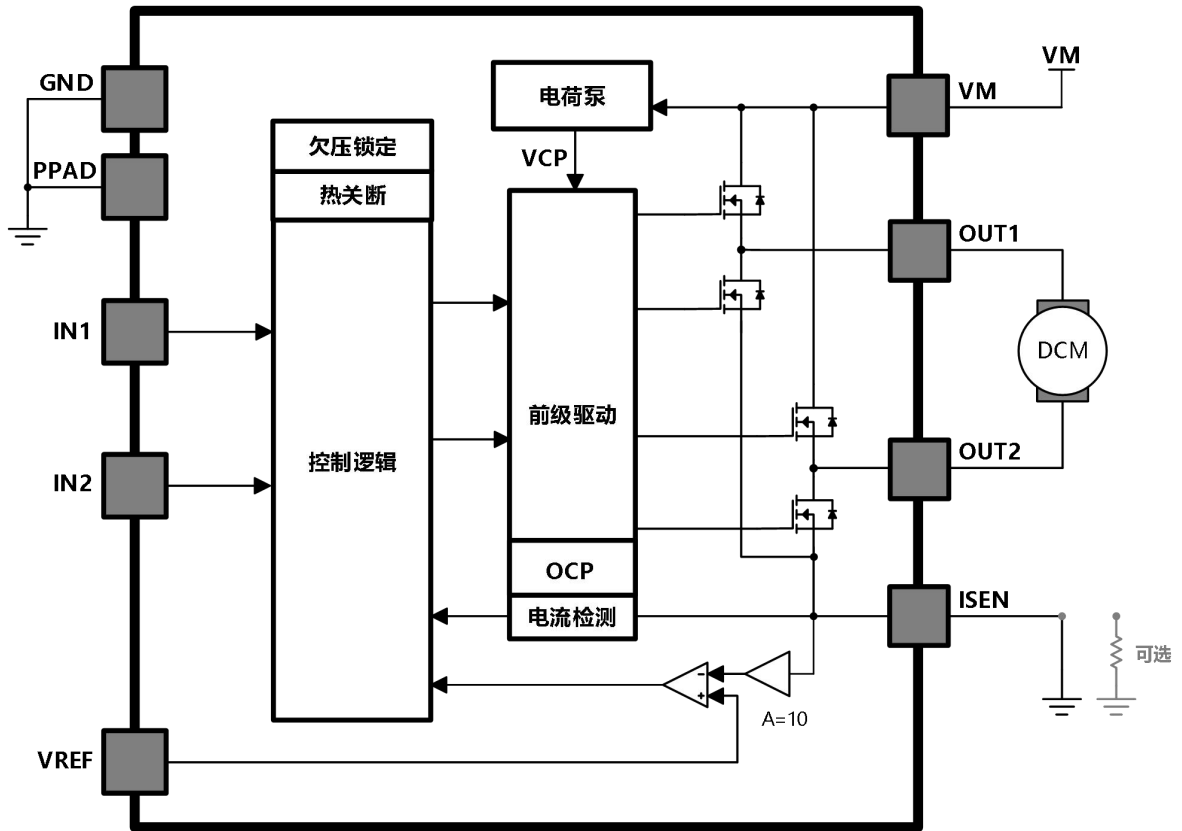 VM
GND
电荷泵
VM
欠压锁定
VCP
PPAD
热关断
OUT1
IN1
DCM
前级驱动
OUT2
控制逻辑
IN2
OCP
ISEN
电流检测
可选
-
+
A=10
VREF